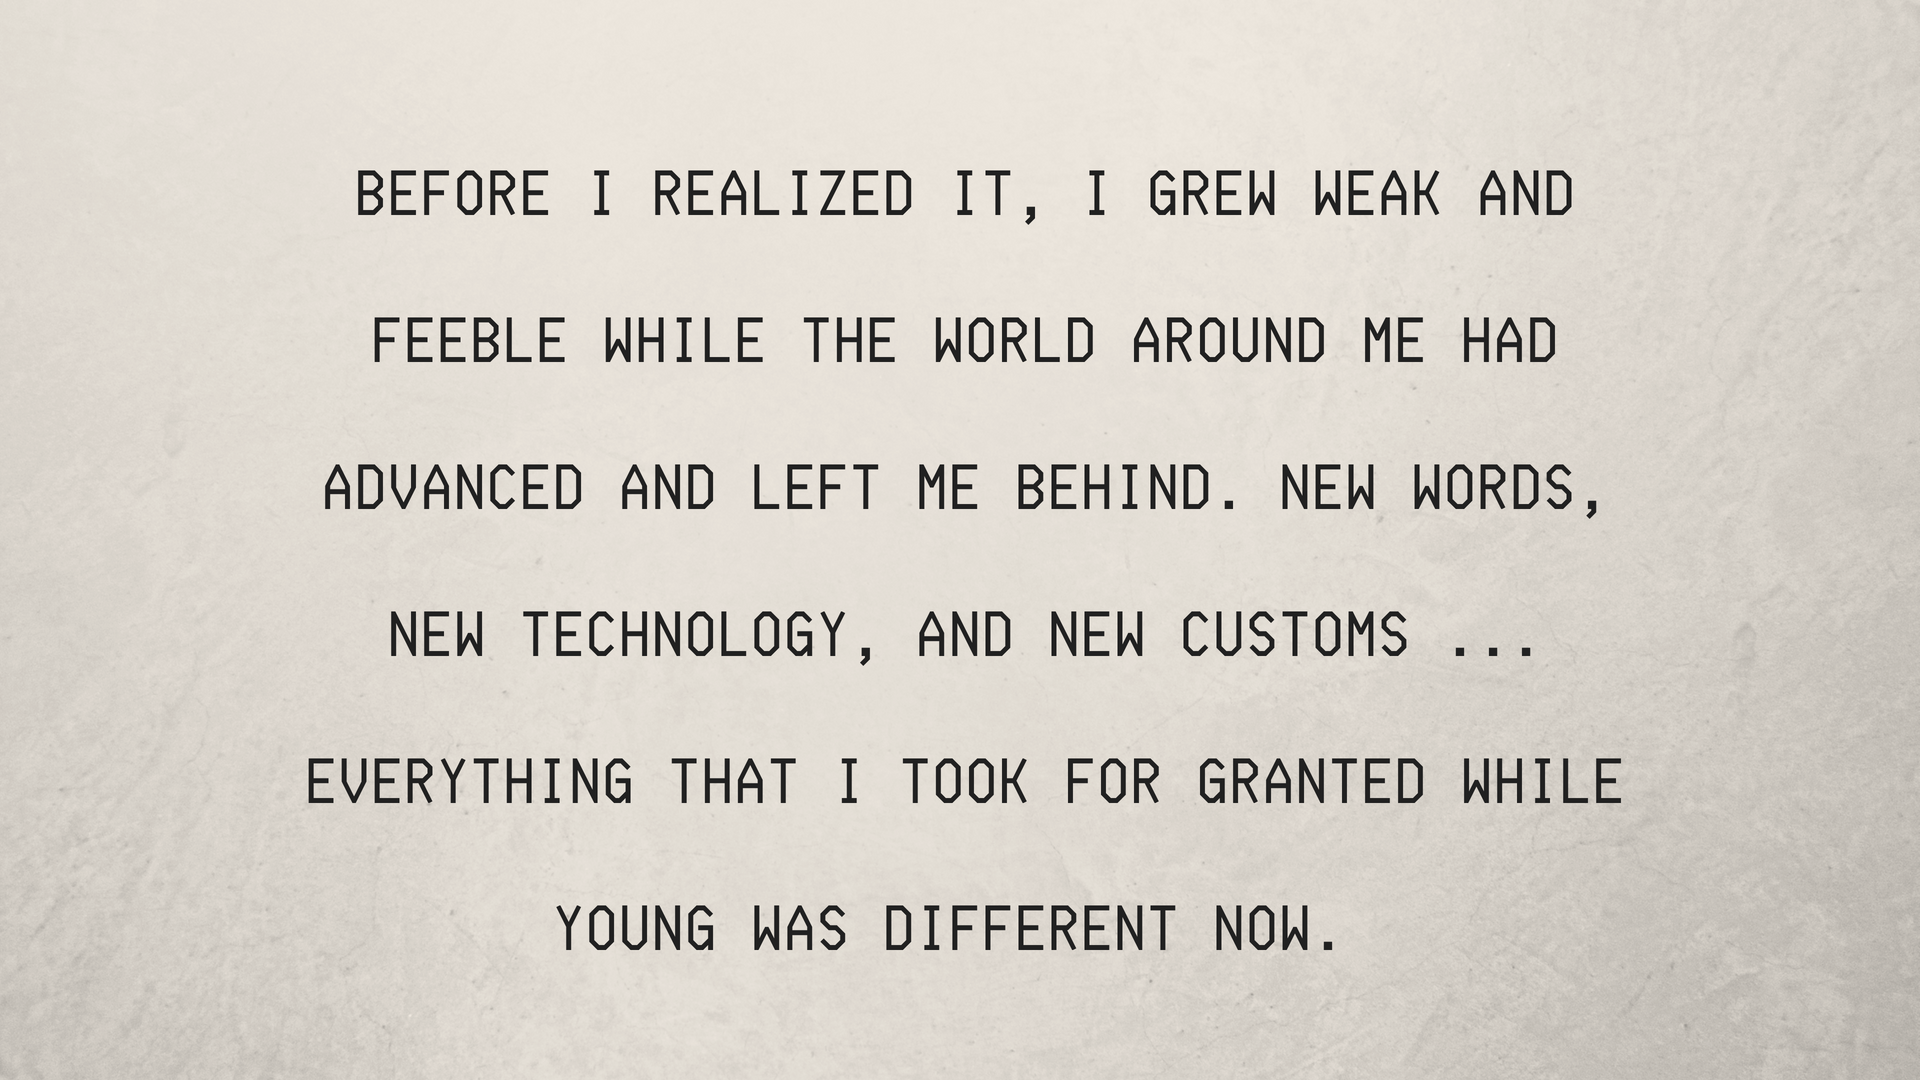 BEFORE I REALIZED IT, I GREW WEAK AND
FEEBLE WHILE THE WORLD AROUND ME HAD
ADVANCED AND LEFT ME BEHIND. NEW WORDS,
NEW TECHNOLOGY, AND NEW CUSTOMS ...
EVERYTHING THAT I TOOK FOR GRANTED WHILE
YOUNG WAS DIFFERENT NOW.